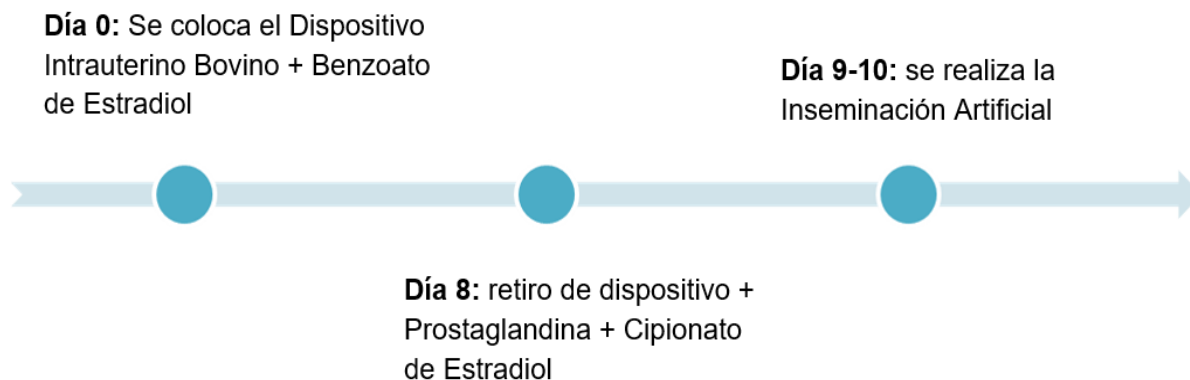 Día 0: Se coloca el Dispositivo
Intrauterino Bovino + Benzoato
de Estradiol
Día 8: retiro de dispositivo +
Prostaglandina + Cipionato
de Estradiol
Día 9-10: se realiza la
Inseminación Artificial